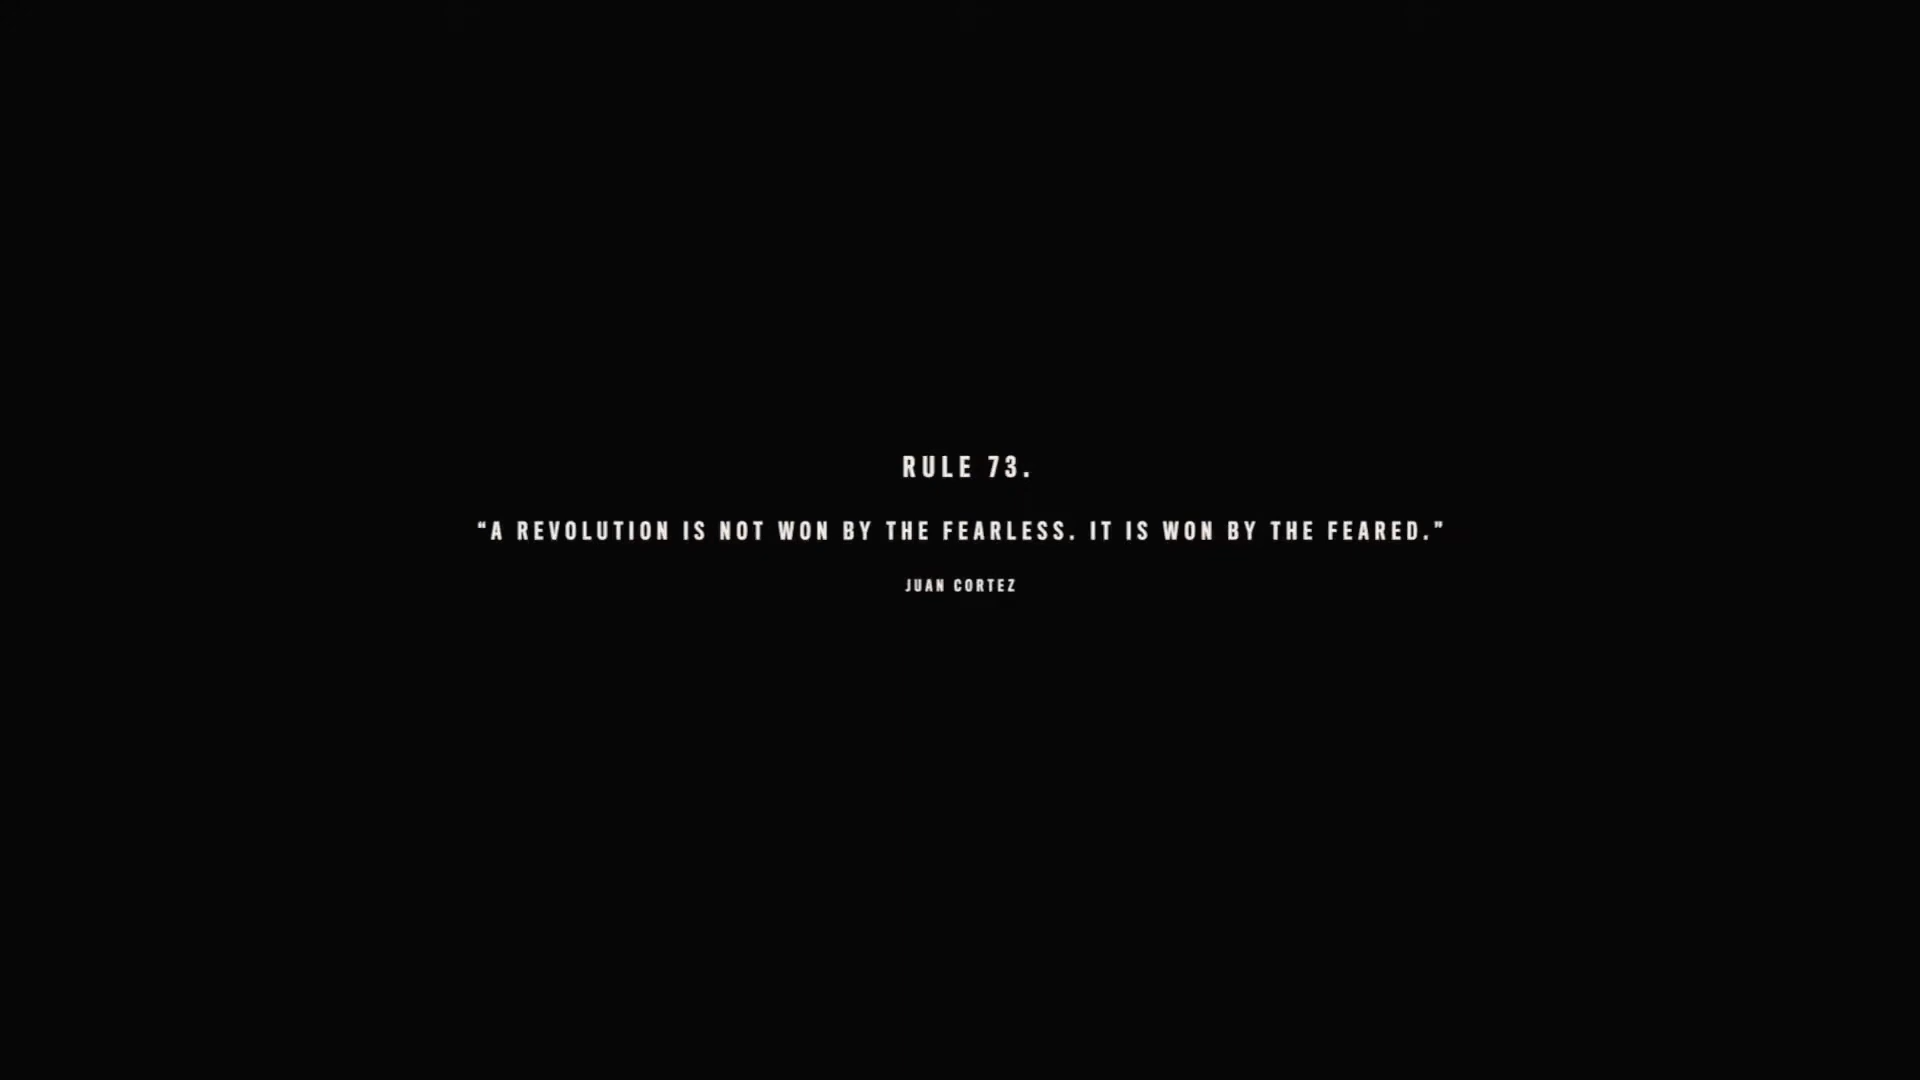 RULE 73.
“A REVOLUTION IS NOT WON BY THE FEARLESS. IT IS WON BY THE FEARED.”
JUAN CORTEZ